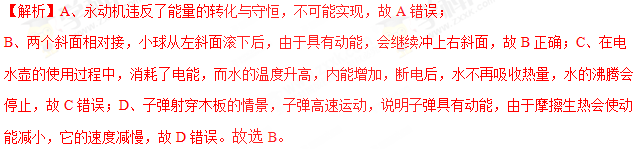 【解析】A、永动机违反了能量的转化与守恒，不可能实现，故 A 错误；
B、两个斜面相对接，小球从左斜面滚下后，由于具有动能，会继续冲上右斜面，故 B 正确；C、在电
水壶的使用过程中，消耗了电能，而水的温度升高，内能增加，断电后，水不再吸收热量，水的沸腾会
停止，故 C 错误；D、子弹射穿木板的情景，子弹高速运动，说明子弹具有动能，由于摩擦生热会使动
能减小，它的速度减慢，故 D 错误。故选 B。